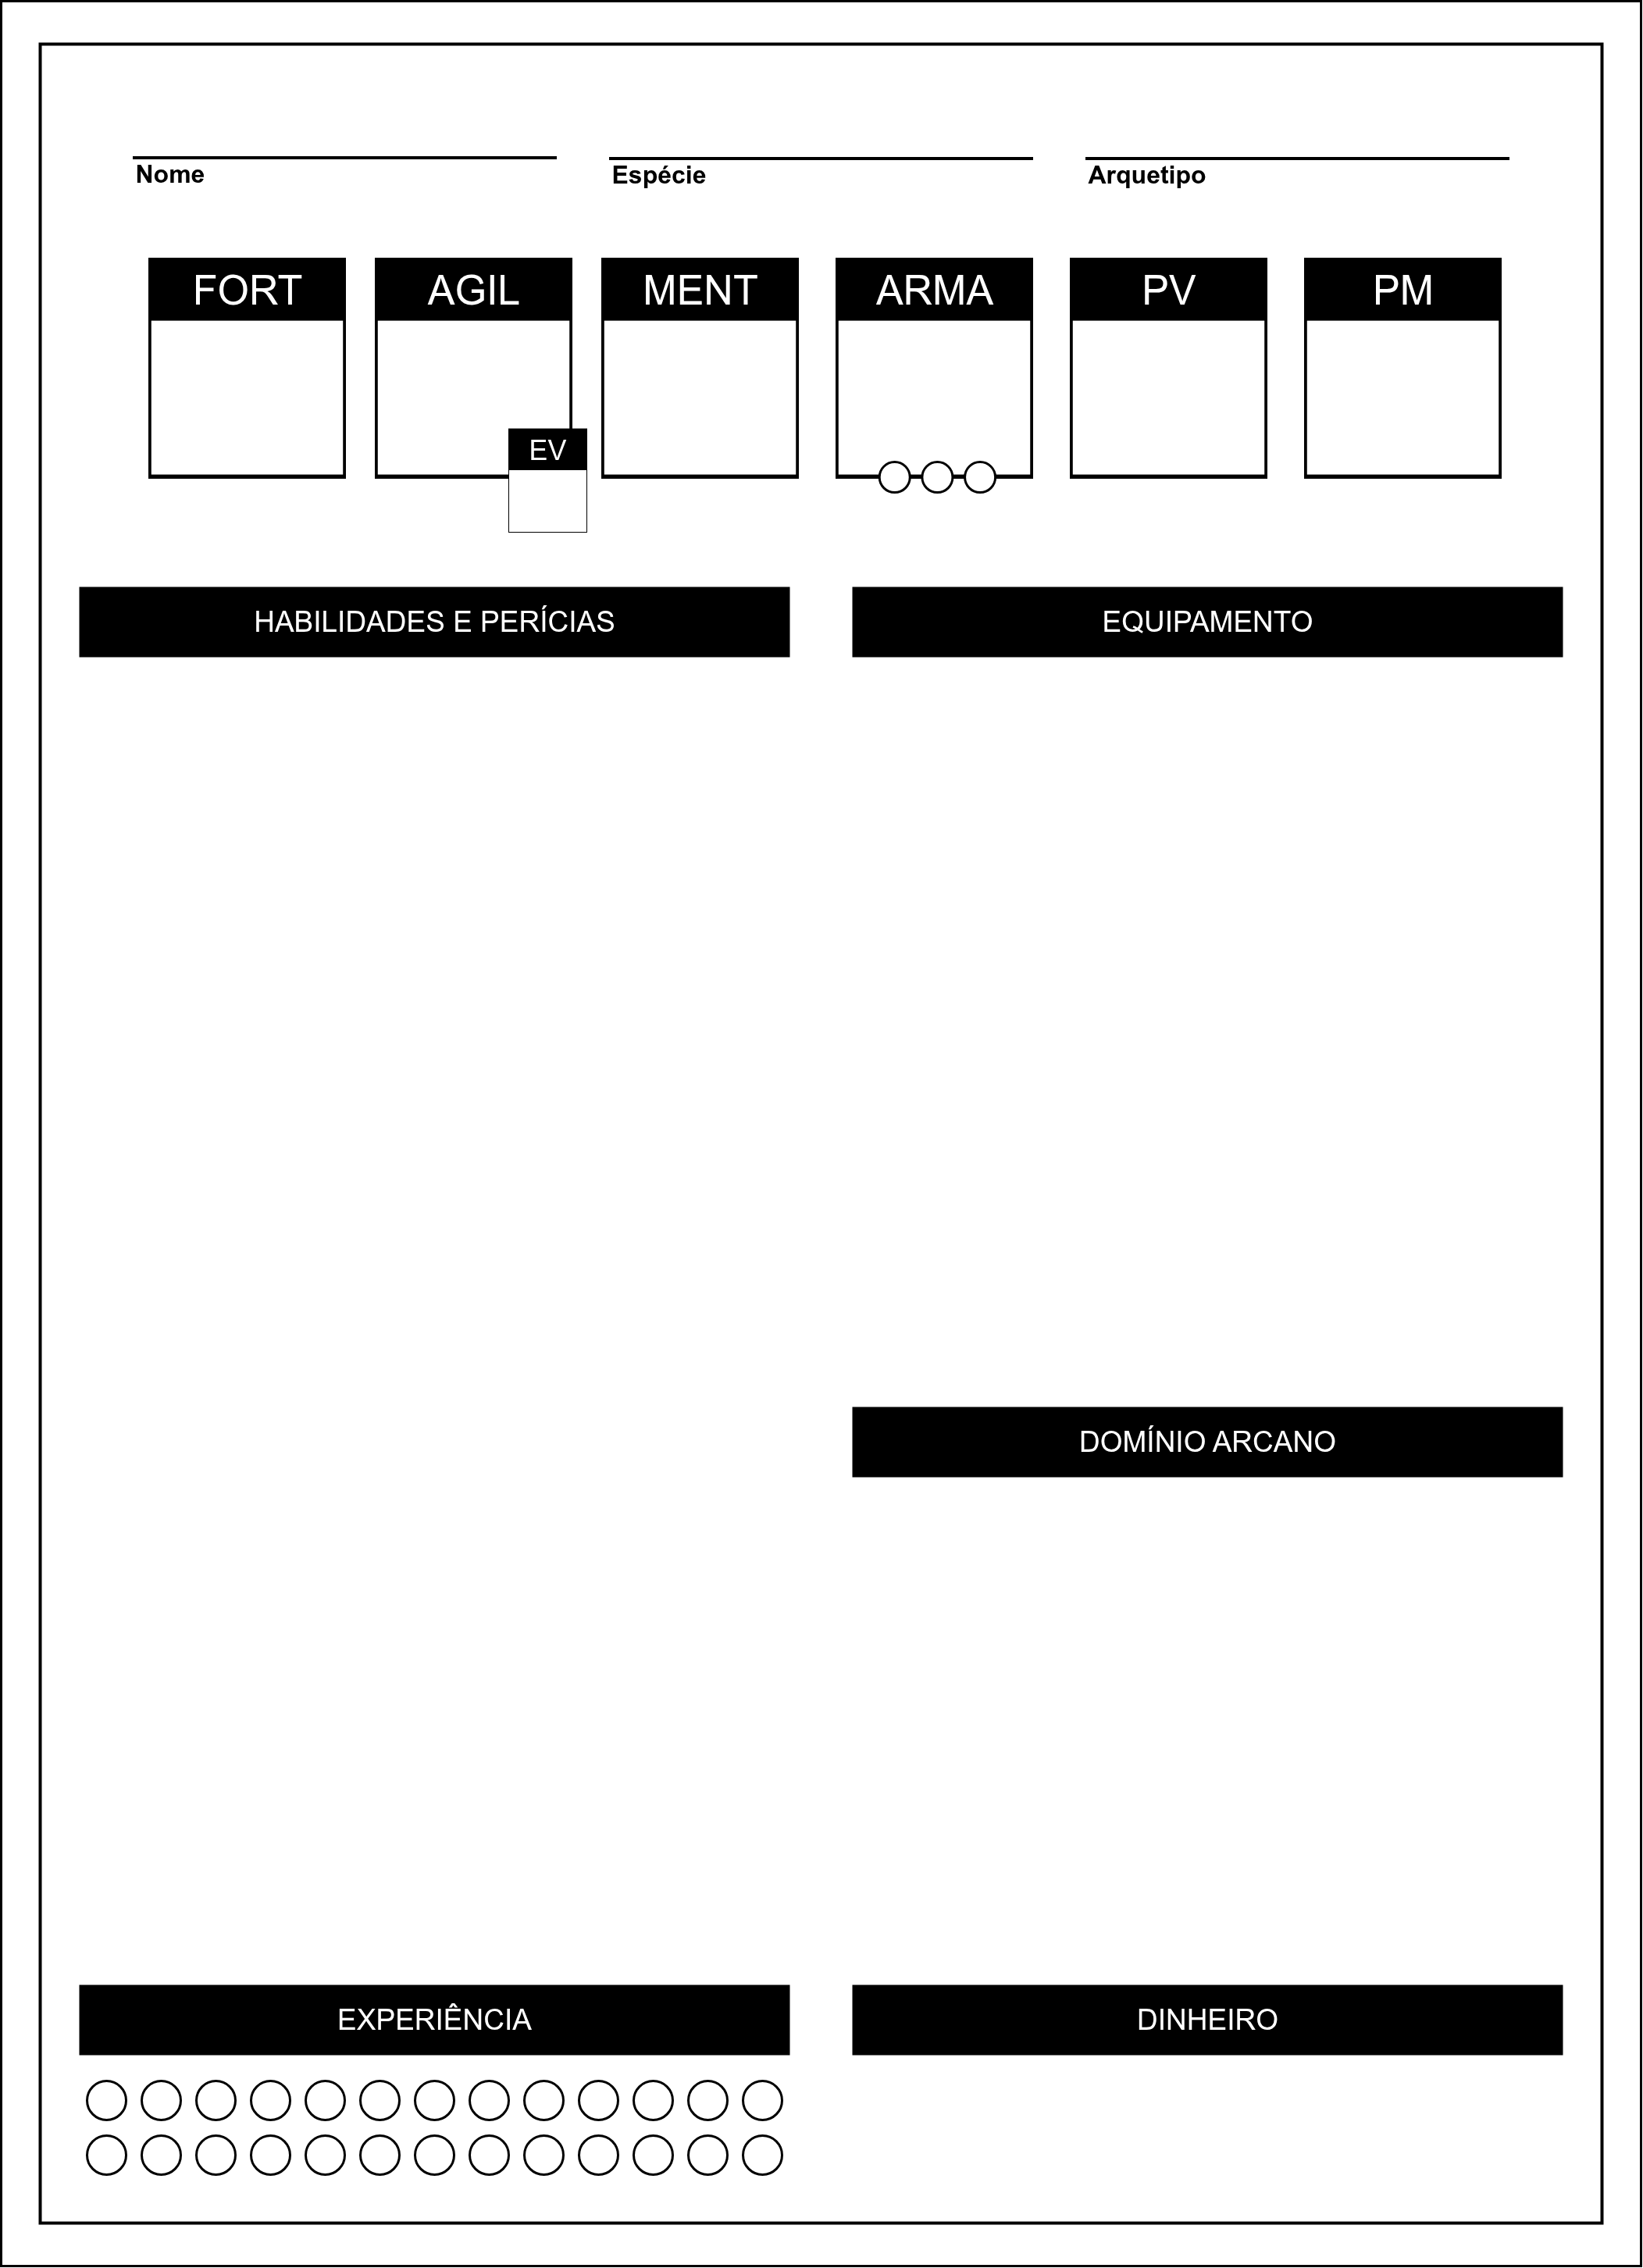 Nome Espécie Arquetipo
FORT AGIL MENT ARMA PV PM
EV
HABILIDADES E PERÍCIAS EQUIPAMENTO
DOMÍNIO ARCANO
EXPERIÊNCIA DINHEIRO